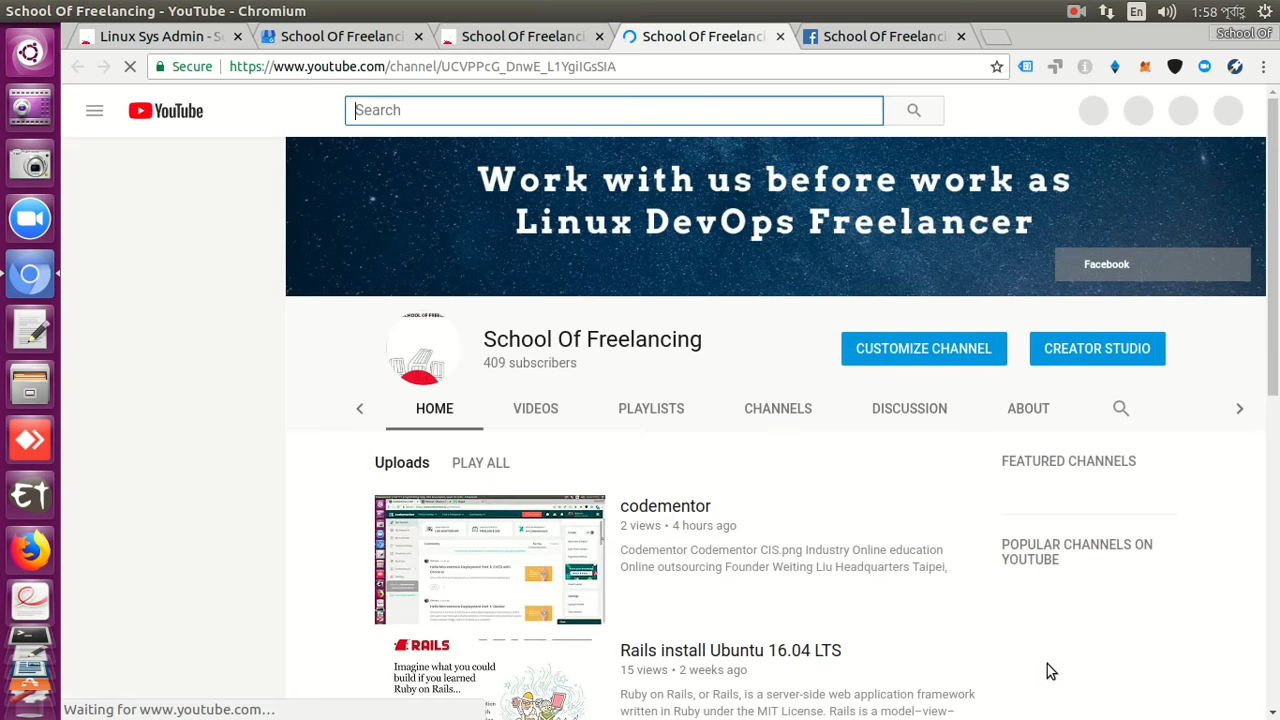 School Of Freelancing - YouTube - Chromium
En
1:58 অপরাহ্ণ
Linux Sys Admin - S
School Of Freelanci
School Of Freelanci
School Of Freelanci
School Of Freelanci
School Of
Secure
https://www.youtube.com/channel/UCVPPcG_DnwE_L1YgiIGsSIA
YouTube
Search
Work with us before work as
Linux DevOps Freelancer
Facebook
School Of Freelancing
409 subscribers
CUSTOMIZE CHANNEL
CREATOR STUDIO
HOME
VIDEOS
PLAYLISTS
CHANNELS
DISCUSSION
ABOUT
Uploads
PLAY ALL
FEATURED CHANNELS
codementor
2 views • 4 hours ago
Codementor Codementor CIS.png Industry Online education
Online outsourcing Founder Weiting LU Headquarters Taipei,
POPULAR CHANNELS ON
YOUTUBE
RAILS
Imagine what you could
build if you learned
Ruby on Rails...
Rails install Ubuntu 16.04 LTS
15 views • 2 weeks ago
Ruby on Rails, or Rails, is a server-side web application framework
written in Ruby under the MIT License. Rails is a model–view–
Waiting for www.youtube.com...